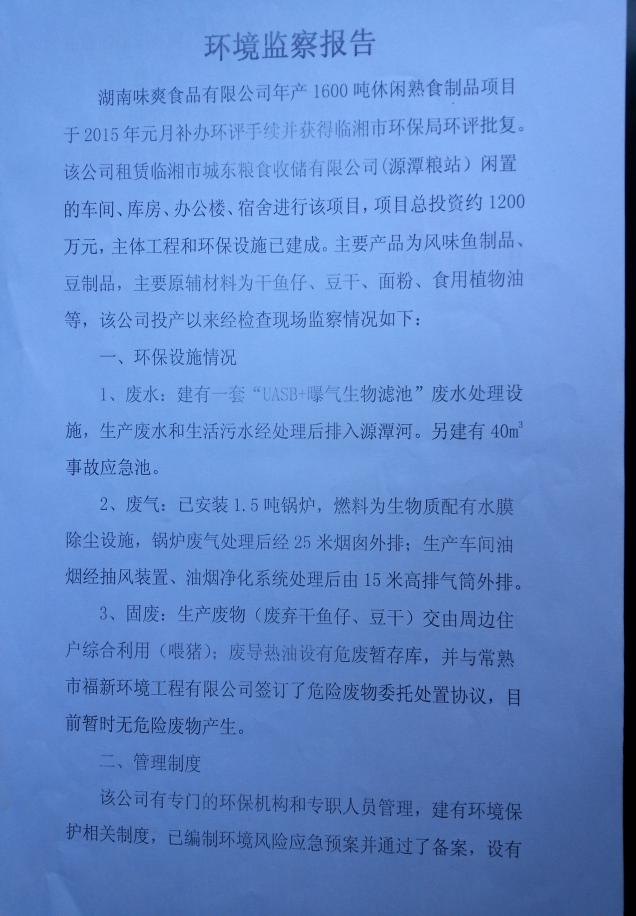 环境监察报告
湖南味爽食品有限公司年产1600吨休闲熟食制品项目
于2015年元月补办环评手续并获得临湘市环保局环评批复。
该公司租赁临湘市城东粮食收储有限公司(源潭粮站）闲置
的车间、库房、办公楼、宿舍进行该项目，项目总投资约1200
万元，主体工程和环保设施已建成。主要产品为风味鱼制品、
豆制品，主要原辅材料为干鱼仔、豆干、面粉、食用植物油
等，该公司投产以来经检查现场监察情况如下：
一、环保设施情况
1、废水：建有一套“UASB+曝气生物滤池”废水处理设
施，生产废水和生活污水经处理后排入源潭河。另建有40m³
事故应急池。
2、废气：已安装1.5吨锅炉，燃料为生物质配有水膜
除尘设施，锅炉废气处理后经25米烟囱外排；生产车间油
烟经抽风装置、油烟净化系统处理后由15米高排气筒外排。
3、固废：生产废物（废弃干鱼仔、豆干）交由周边住
户综合利用（喂猪）；废导热油设有危废暂存库，并与常熟
市福新环境工程有限公司签订了危险废物委托处置协议，目
前暂时无危险废物产生。
二、管理制度
该公司有专门的环保机构和专职人员管理，建有环境保
护相关制度，已编制环境风险应急预案并通过了备案，设有